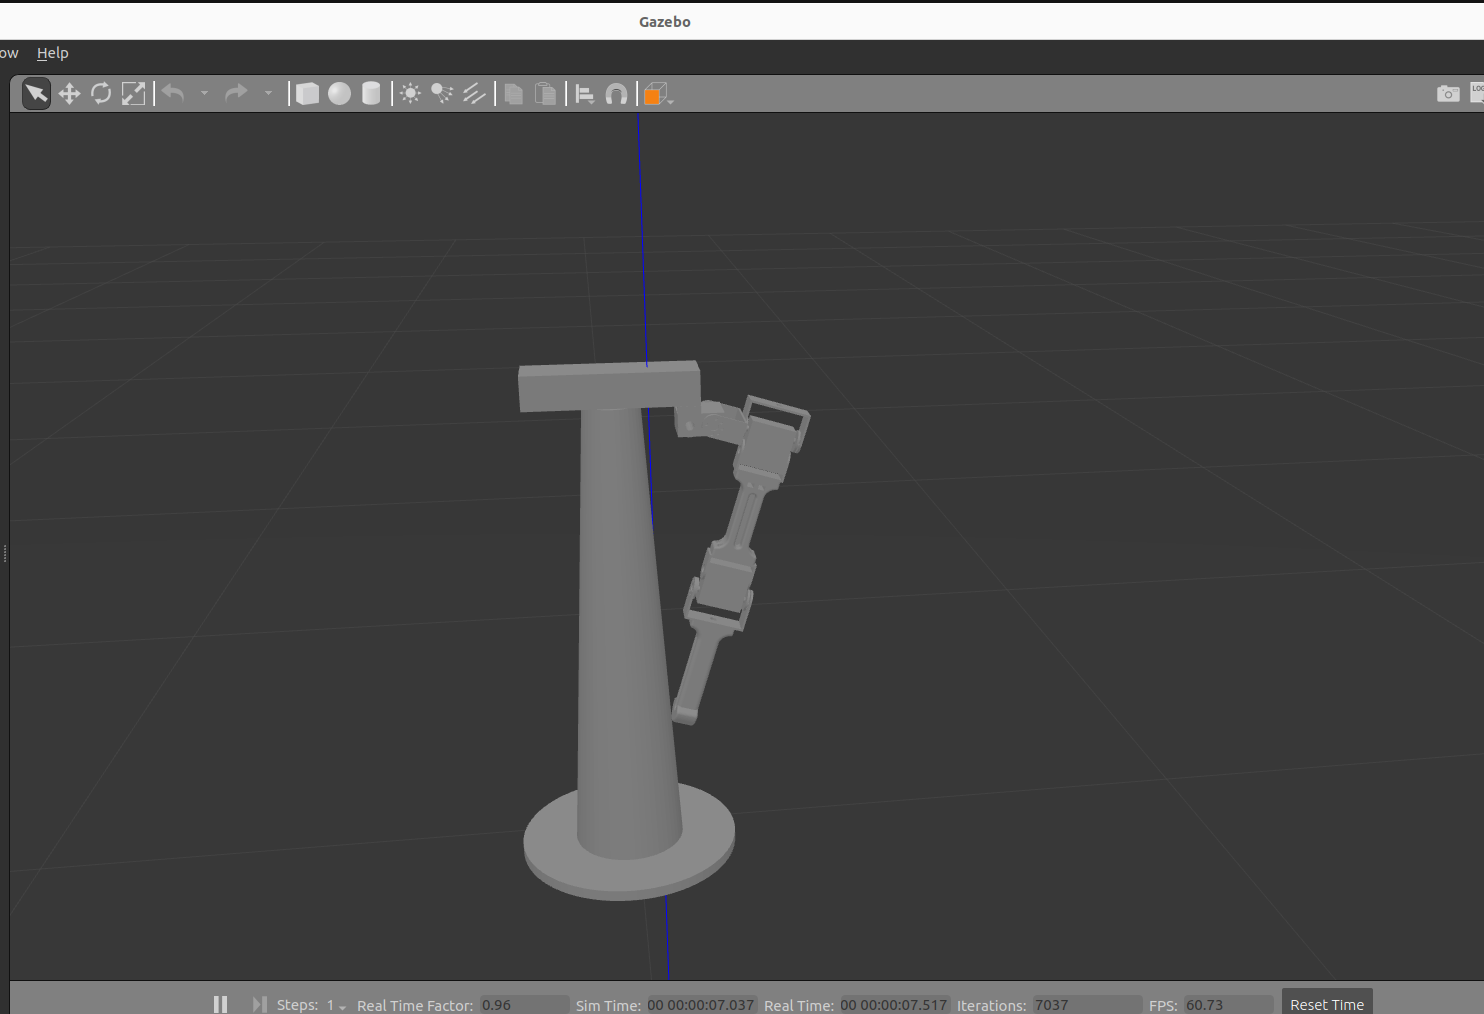 Gazebo
ow Help
LOG
Steps: 1 Real Time Factor: 0.96 Sim Time: 00 00:00:07.037 Real Time: 00 00:00:07.517 Iterations: 7037 FPS: 60.73 Reset Time